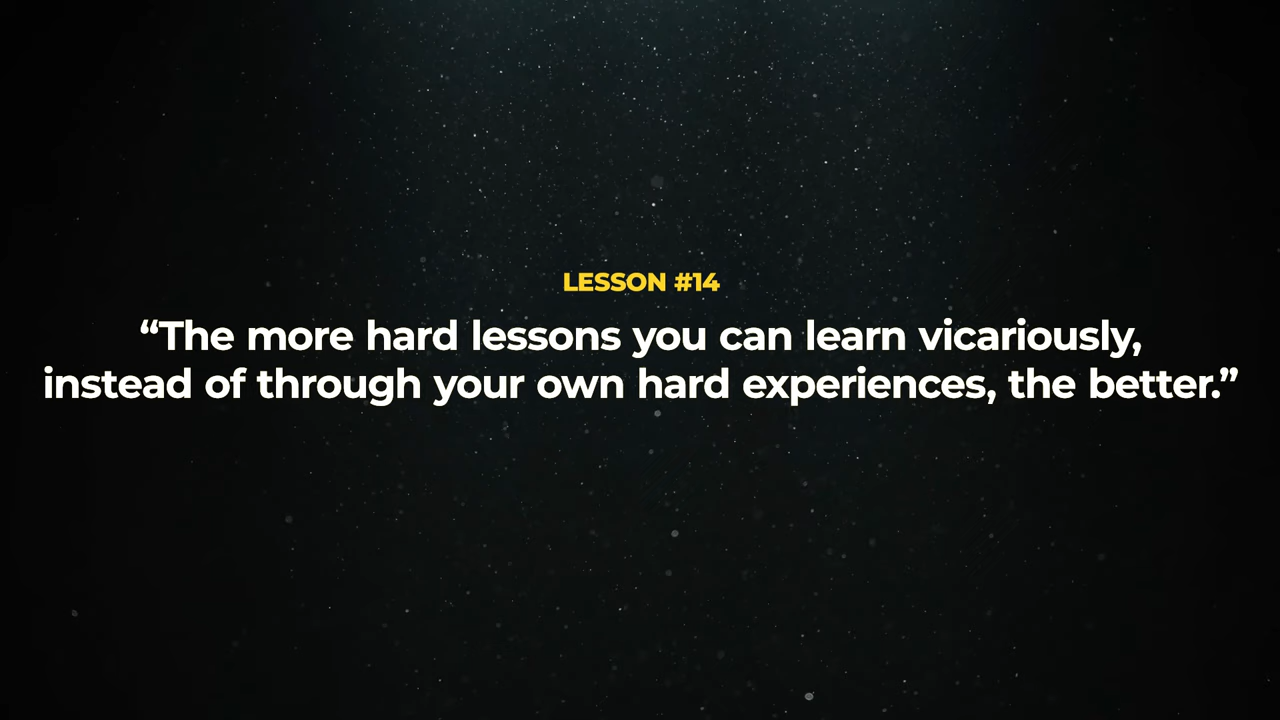 LESSON #14
“The more hard lessons you can learn vicariously,
instead of through your own hard experiences, the better.”